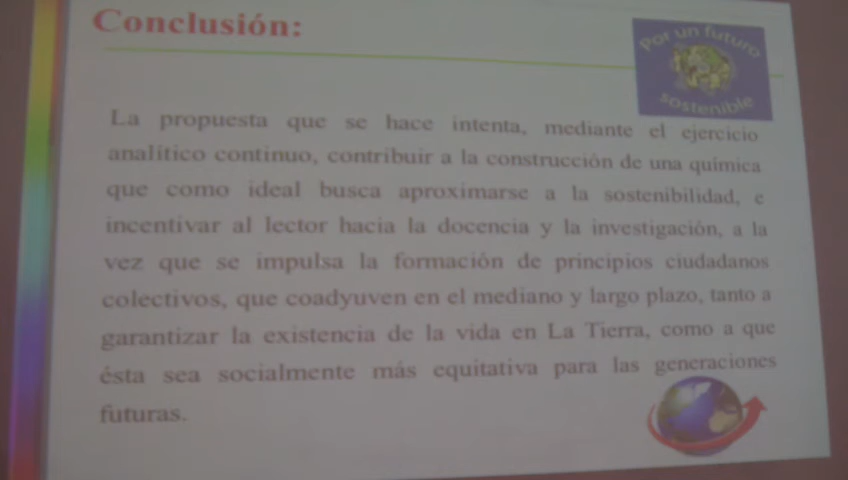 Conclusión:
Por un futuro
sostenible
La propuesta que se hace intenta, mediante el ejercicio
analítico continuo, contribuir a la construcción de una química
que como ideal busca aproximarse a la sostenibilidad, e
incentivar al lector hacia la docencia y la investigación, a la
vez que se impulsa la formación de principios ciudadanos
colectivos, que coadyuven en el mediano y largo plazo, tanto a
garantizar la existencia de la vida en La Tierra, como a que
ésta sea socialmente más equitativa para las generaciones
futuras.